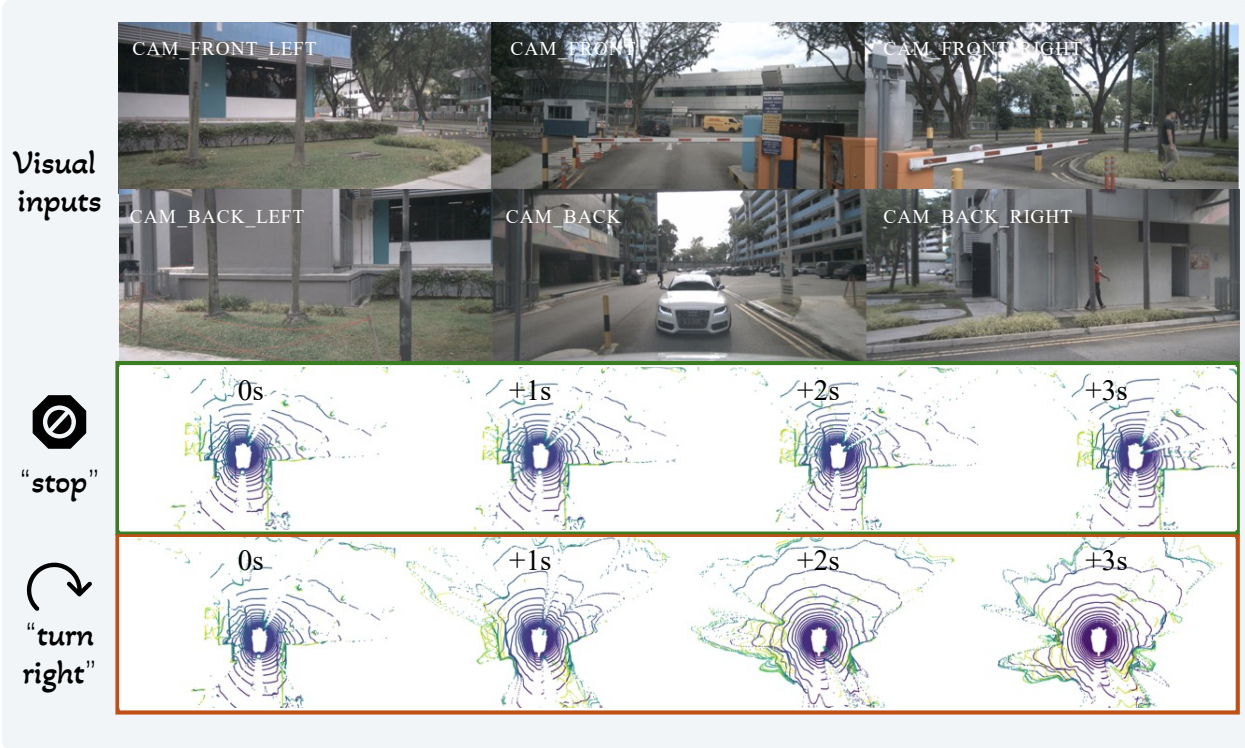 CAM_FRONT_LEFT
CAM_FRONT
CAM_FRONT_RIGHT
Visual
inputs
CAM_BACK_LEFT
CAM_BACK
CAM_BACK_RIGHT
0s
+1s
+2s
+3s
“stop”
0s
+1s
+2s
+3s
“turn
right”